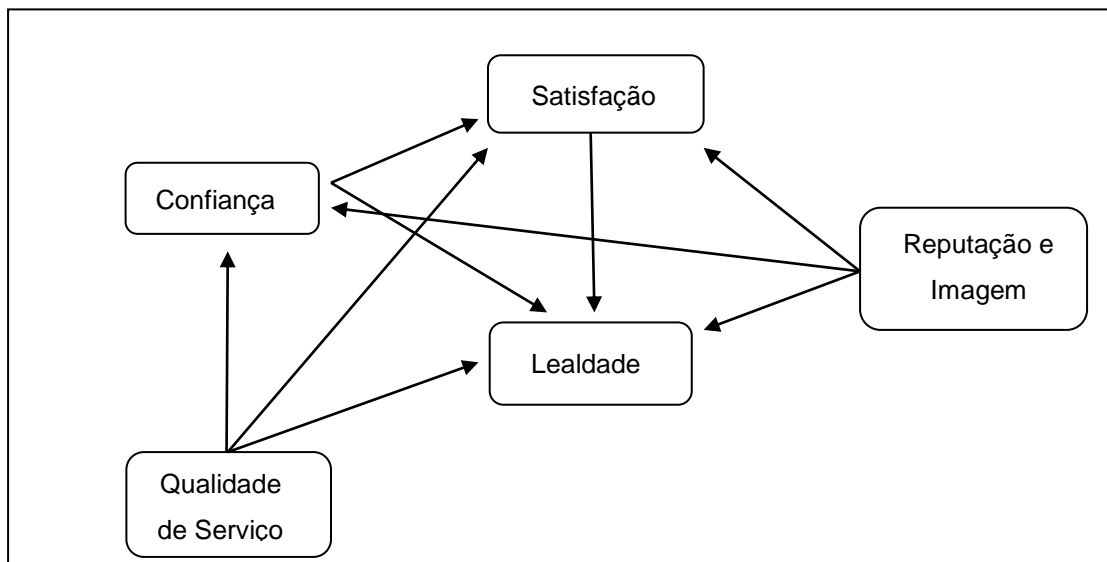 Satisfação
Confiança
Reputação e
Imagem
Lealdade
Qualidade
de Serviço